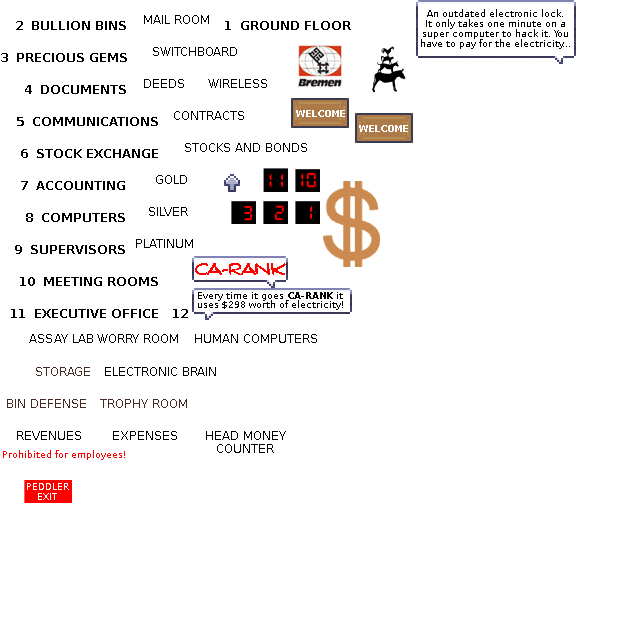 2 BULLION BINS
MAIL ROOM
1 GROUND FLOOR
An outdated electronic lock.
It only takes one minute on a
super computer to hack it. You
have to pay for the electricity...
3 PRECIOUS GEMS
SWITCHBOARD
Bremen
4 DOCUMENTS
DEEDS
WIRELESS
5 COMMUNICATIONS
CONTRACTS
WELCOME
WELCOME
6 STOCK EXCHANGE
STOCKS AND BONDS
7 ACCOUNTING
GOLD
11 10
8 COMPUTERS
SILVER
3 2 1
$
9 SUPERVISORS
PLATINUM
CA-RANK
10 MEETING ROOMS
Every time it goes CA-RANK it
uses $298 worth of electricity!
11 EXECUTIVE OFFICE 12
ASSAY LAB
WORRY ROOM
HUMAN COMPUTERS
STORAGE
ELECTRONIC BRAIN
BIN DEFENSE
TROPHY ROOM
REVENUES
EXPENSES
HEAD MONEY
COUNTER
Prohibited for employees!
PEDDLER
EXIT